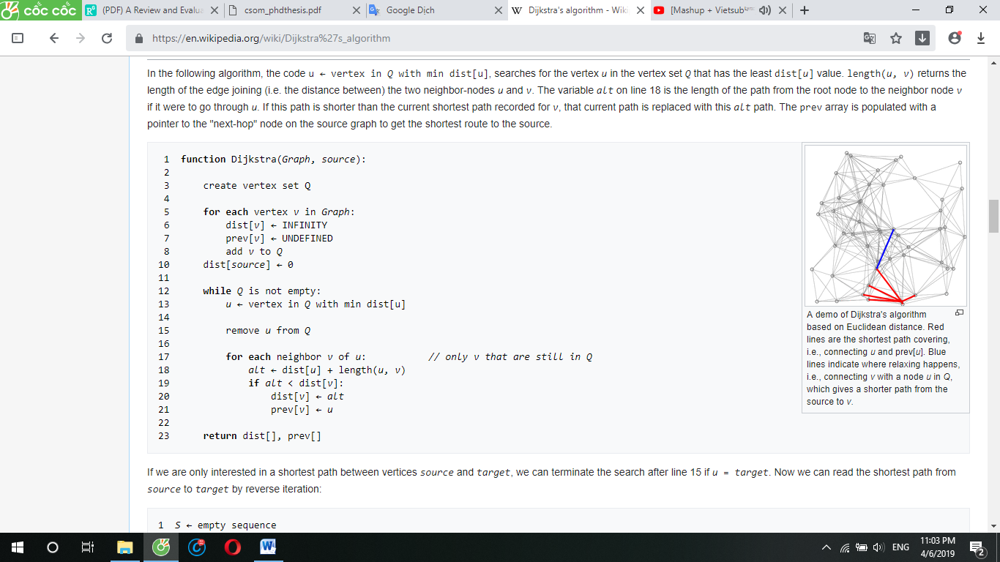 cốc cốc
(PDF) A Review and Evalua
csom_phdthesis.pdf
Google Dịch
W Dijkstra's algorithm - Wiki
[Mashup + Vietsub
https://en.wikipedia.org/wiki/Dijkstra%27s_algorithm
In the following algorithm, the code u ← vertex in Q with min dist[u], searches for the vertex u in the vertex set Q that has the least dist[u] value. length(u, v) returns the
length of the edge joining (i.e. the distance between) the two neighbor-nodes u and v. The variable alt on line 18 is the length of the path from the root node to the neighbor node v
if it were to go through u. If this path is shorter than the current shortest path recorded for v, that current path is replaced with this alt path. The prev array is populated with a
pointer to the "next-hop" node on the source graph to get the shortest route to the source.
1 function Dijkstra(Graph, source):
2
3 create vertex set Q
4
5 for each vertex v in Graph:
6 dist[v] ← INFINITY
7 prev[v] ← UNDEFINED
8 add v to Q
10 dist[source] ← 0
11
12 while Q is not empty:
13 u ← vertex in Q with min dist[u]
14
15 remove u from Q
16
17 for each neighbor v of u: // only v that are still in Q
18 alt ← dist[u] + length(u, v)
19 if alt < dist[v]:
20 dist[v] ← alt
21 prev[v] ← u
22
23 return dist[], prev[]
A demo of Dijkstra's algorithm
based on Euclidean distance. Red
lines are the shortest path covering,
i.e., connecting u and prev[u]. Blue
lines indicate where relaxing happens,
i.e., connecting v with a node u in Q,
which gives a shorter path from the
source to v.
If we are only interested in a shortest path between vertices source and target, we can terminate the search after line 15 if u = target. Now we can read the shortest path from
source to target by reverse iteration:
1 S ← empty sequence
ENG
11:03 PM
4/6/2019
2